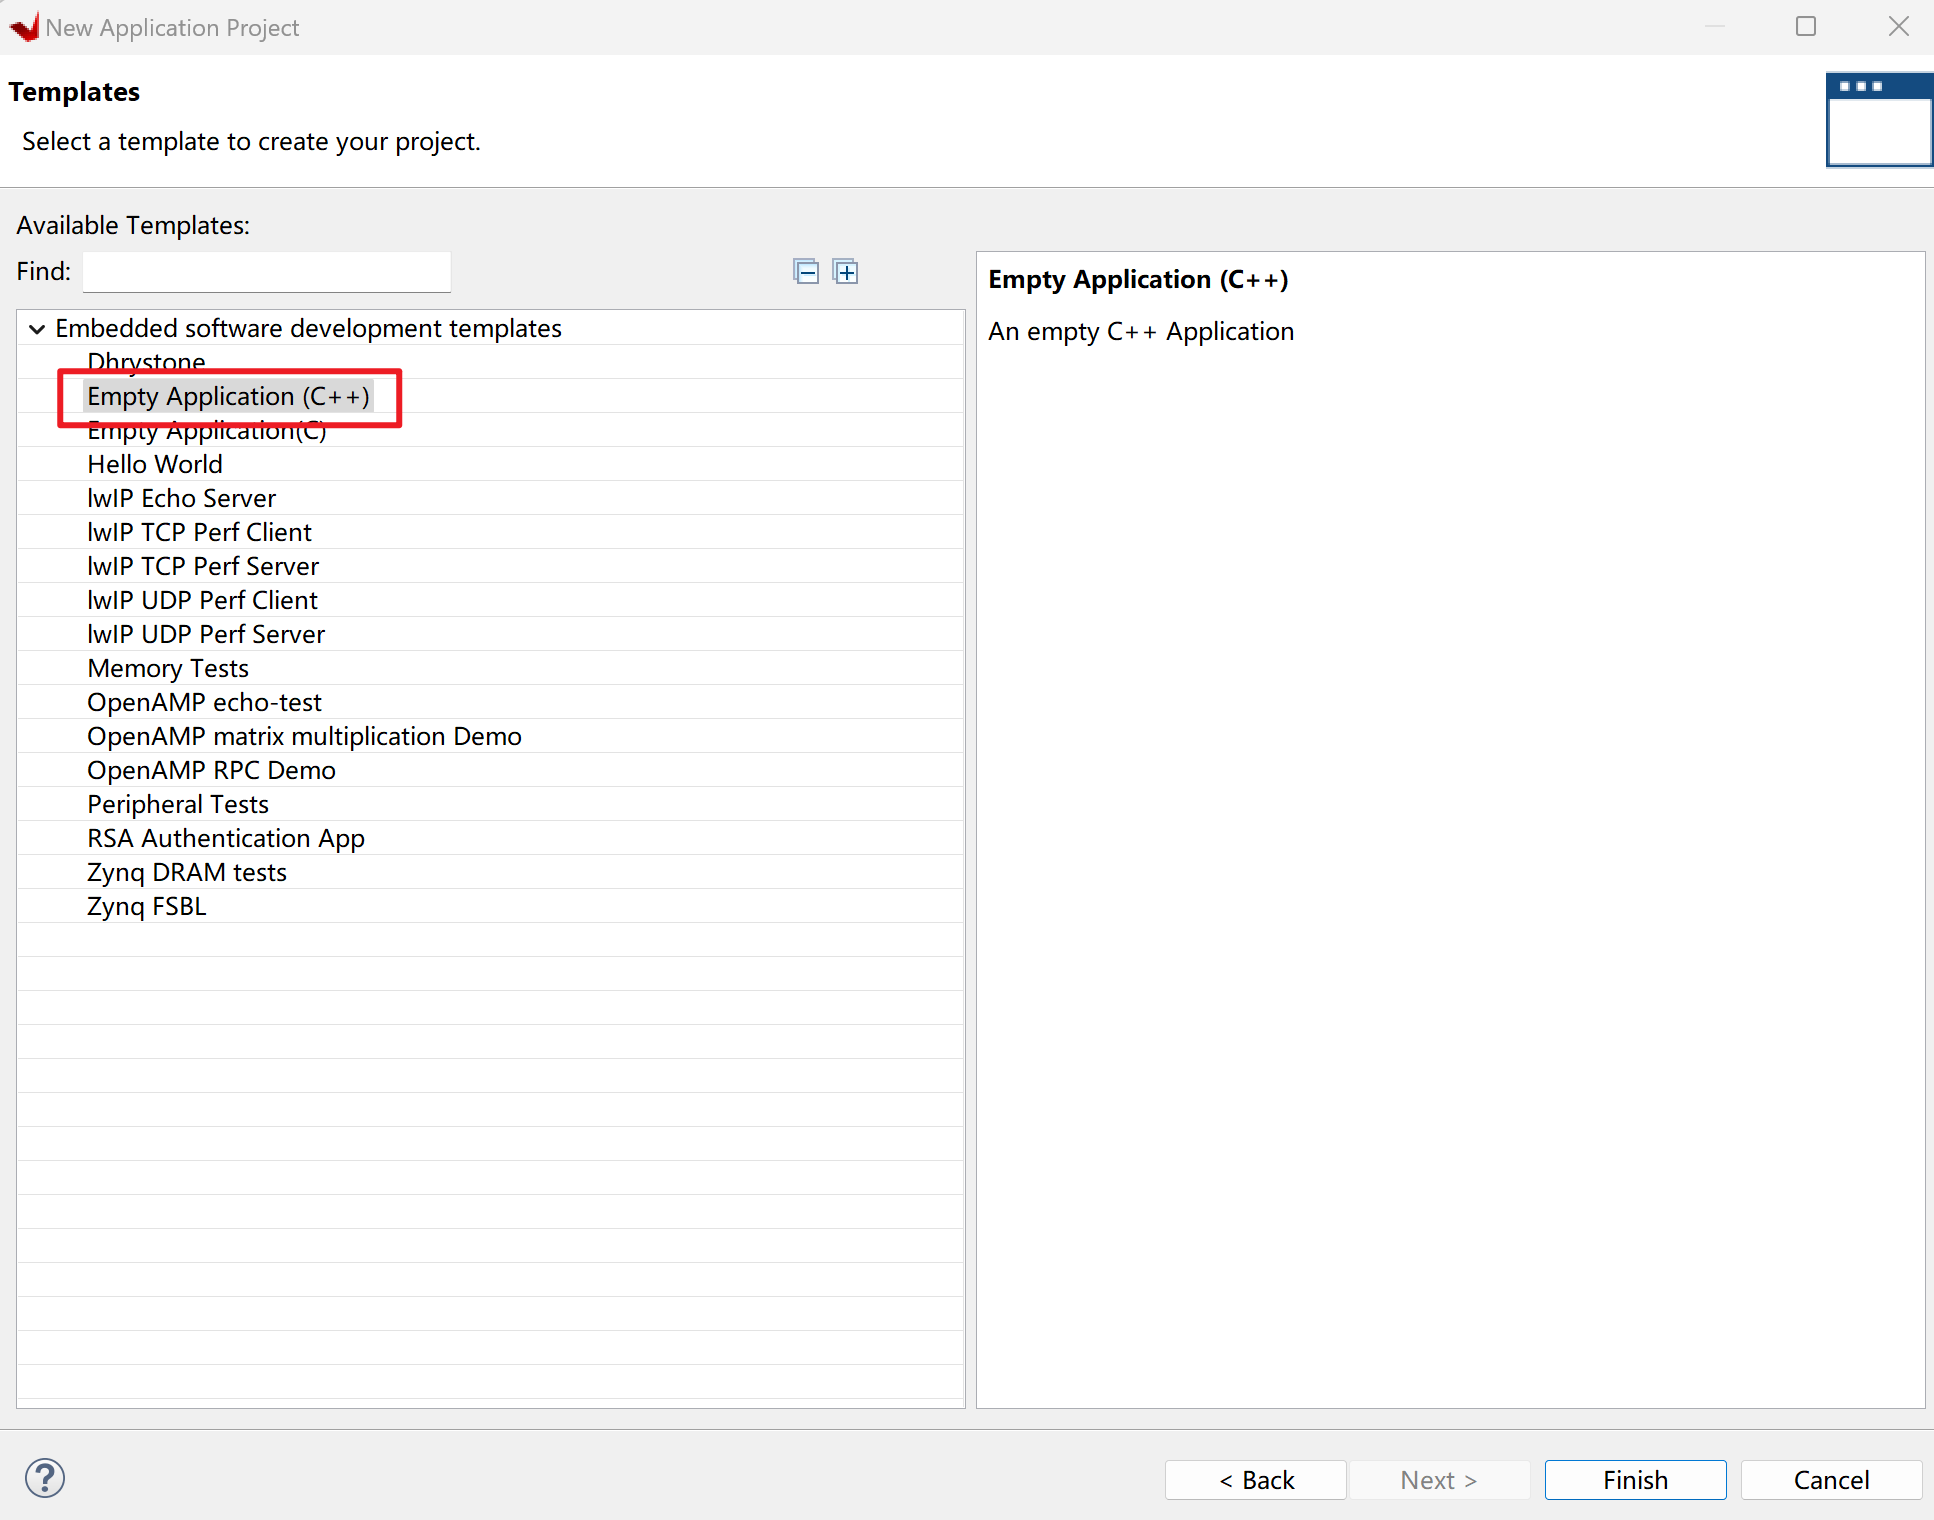 New Application Project
Templates
Select a template to create your project.
Available Templates:
Find:
Embedded software development templates
Dhrystone
Empty Application (C++)
Empty Application(C)
Hello World
lwIP Echo Server
lwIP TCP Perf Client
lwIP TCP Perf Server
lwIP UDP Perf Client
lwIP UDP Perf Server
Memory Tests
OpenAMP echo-test
OpenAMP matrix multiplication Demo
OpenAMP RPC Demo
Peripheral Tests
RSA Authentication App
Zynq DRAM tests
Zynq FSBL
Empty Application (C++)
An empty C++ Application
?
< Back
Next >
Finish
Cancel